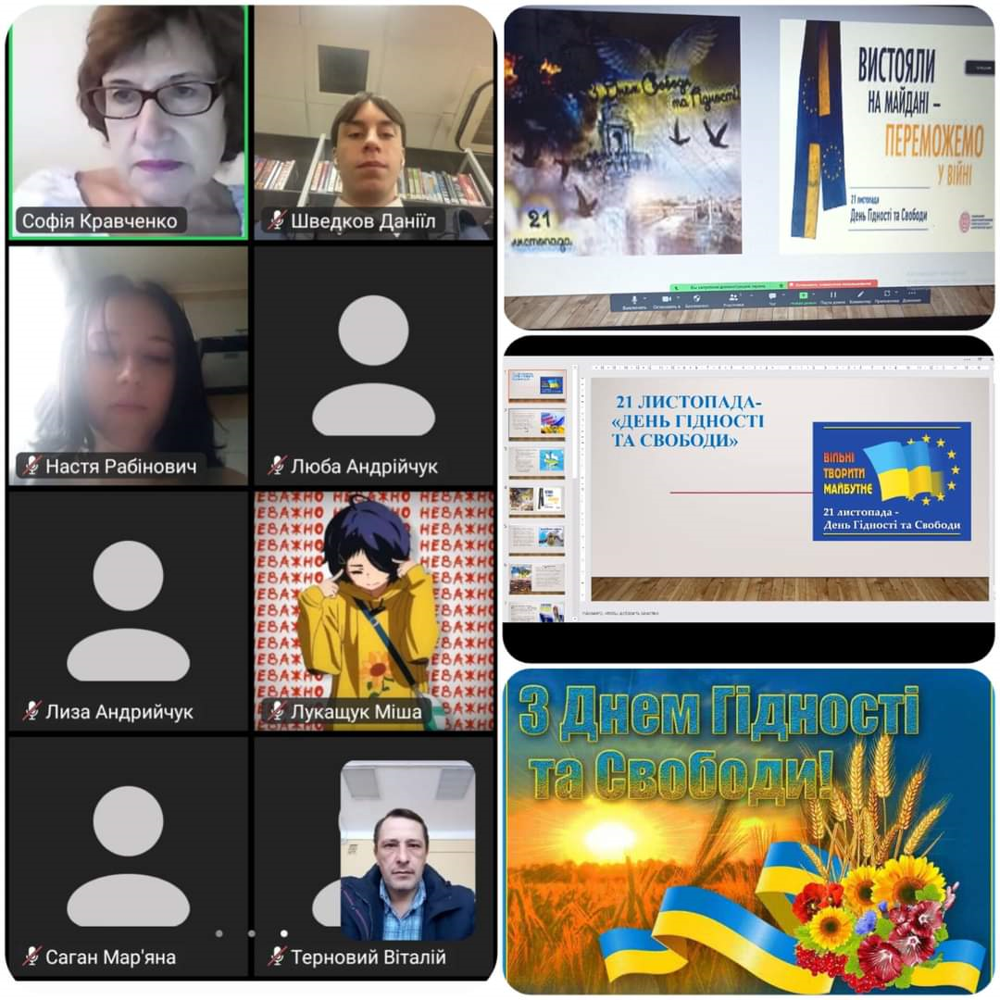 Софія Кравченко
Шведков Данііл
Настя Рабінович
Люба Андрійчук
Лиза Андрийчук
НЕВАЖНО НЕВАЖНО НЕВАЖНО
Лукащук Міша
Саган Мар'яна
Терновий Віталій
З Днем Свободи
та Гідності!
21
листопада
ВИСТОЯЛИ
НА МАЙДАНІ –
ПЕРЕМОЖЕМО
У ВІЙНІ
21 листопада
День Гідності та Свободи
21 ЛИСТОПАДА-
«ДЕНЬ ГІДНОСТІ
ТА СВОБОДИ»
ВІЛЬНІ
ТВОРИТИ
МАЙБУТНЄ
21 листопада -
День Гідності та Свободи
З Днем Гідності
та Свободи!